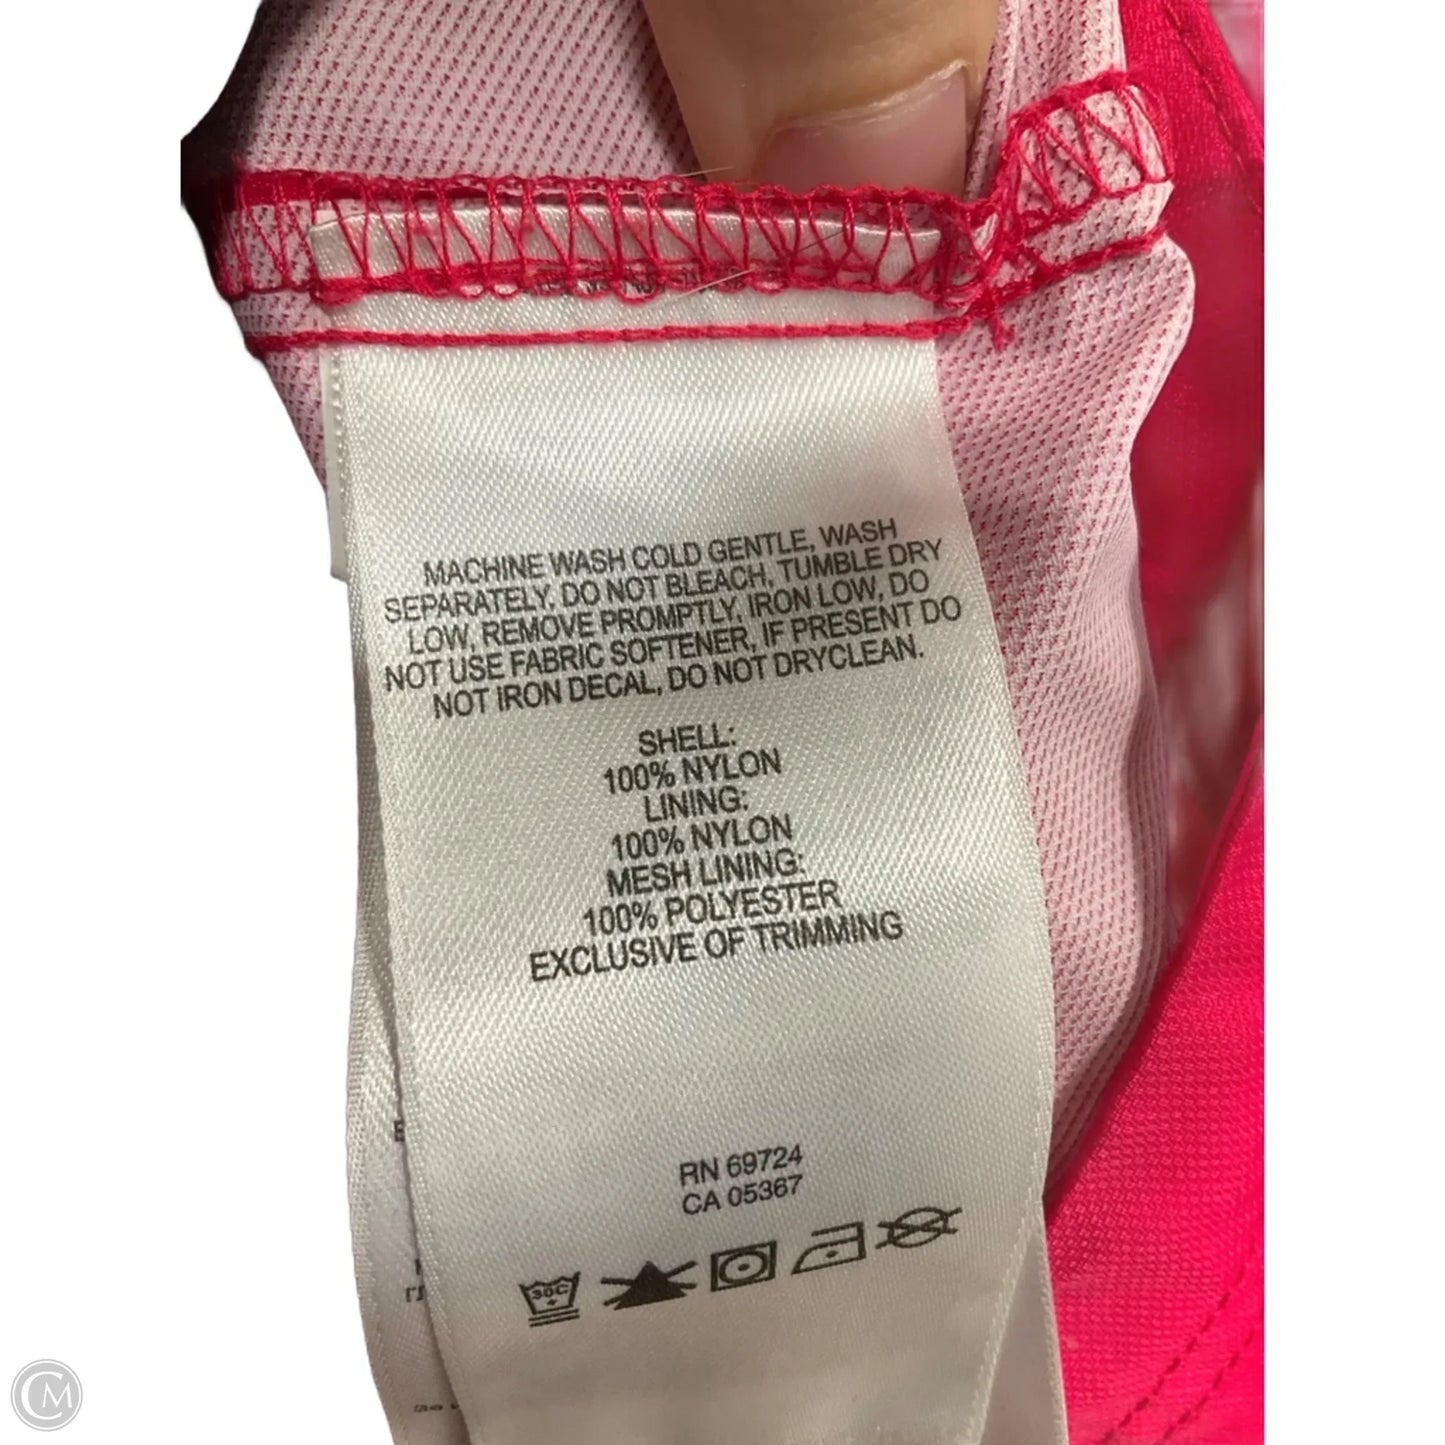 MACHINE WASH COLD GENTLE, WASH
SEPARATELY, DO NOT BLEACH, TUMBLE DRY
LOW, REMOVE PROMPTLY, IRON LOW, DO
NOT USE FABRIC SOFTENER, IF PRESENT DO
NOT IRON DECAL, DO NOT DRYCLEAN.
SHELL:
100% NYLON
LINING:
100% NYLON
MESH LINING:
100% POLYESTER
EXCLUSIVE OF TRIMMING
RN 69724
CA 05367
30C
CM